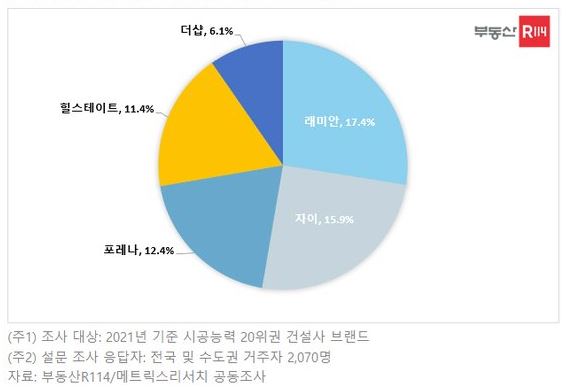 더샵, 6.1%
부동산 R114
힐스테이트, 11.4%
래미안, 17.4%
자이, 15.9%
포레나, 12.4%
(주1) 조사 대상: 2021년 기준 시공능력 20위권 건설사 브랜드
(주2) 설문 조사 응답자: 전국 및 수도권 거주자 2,070명
자료: 부동산R114/메트릭스리서치 공동조사